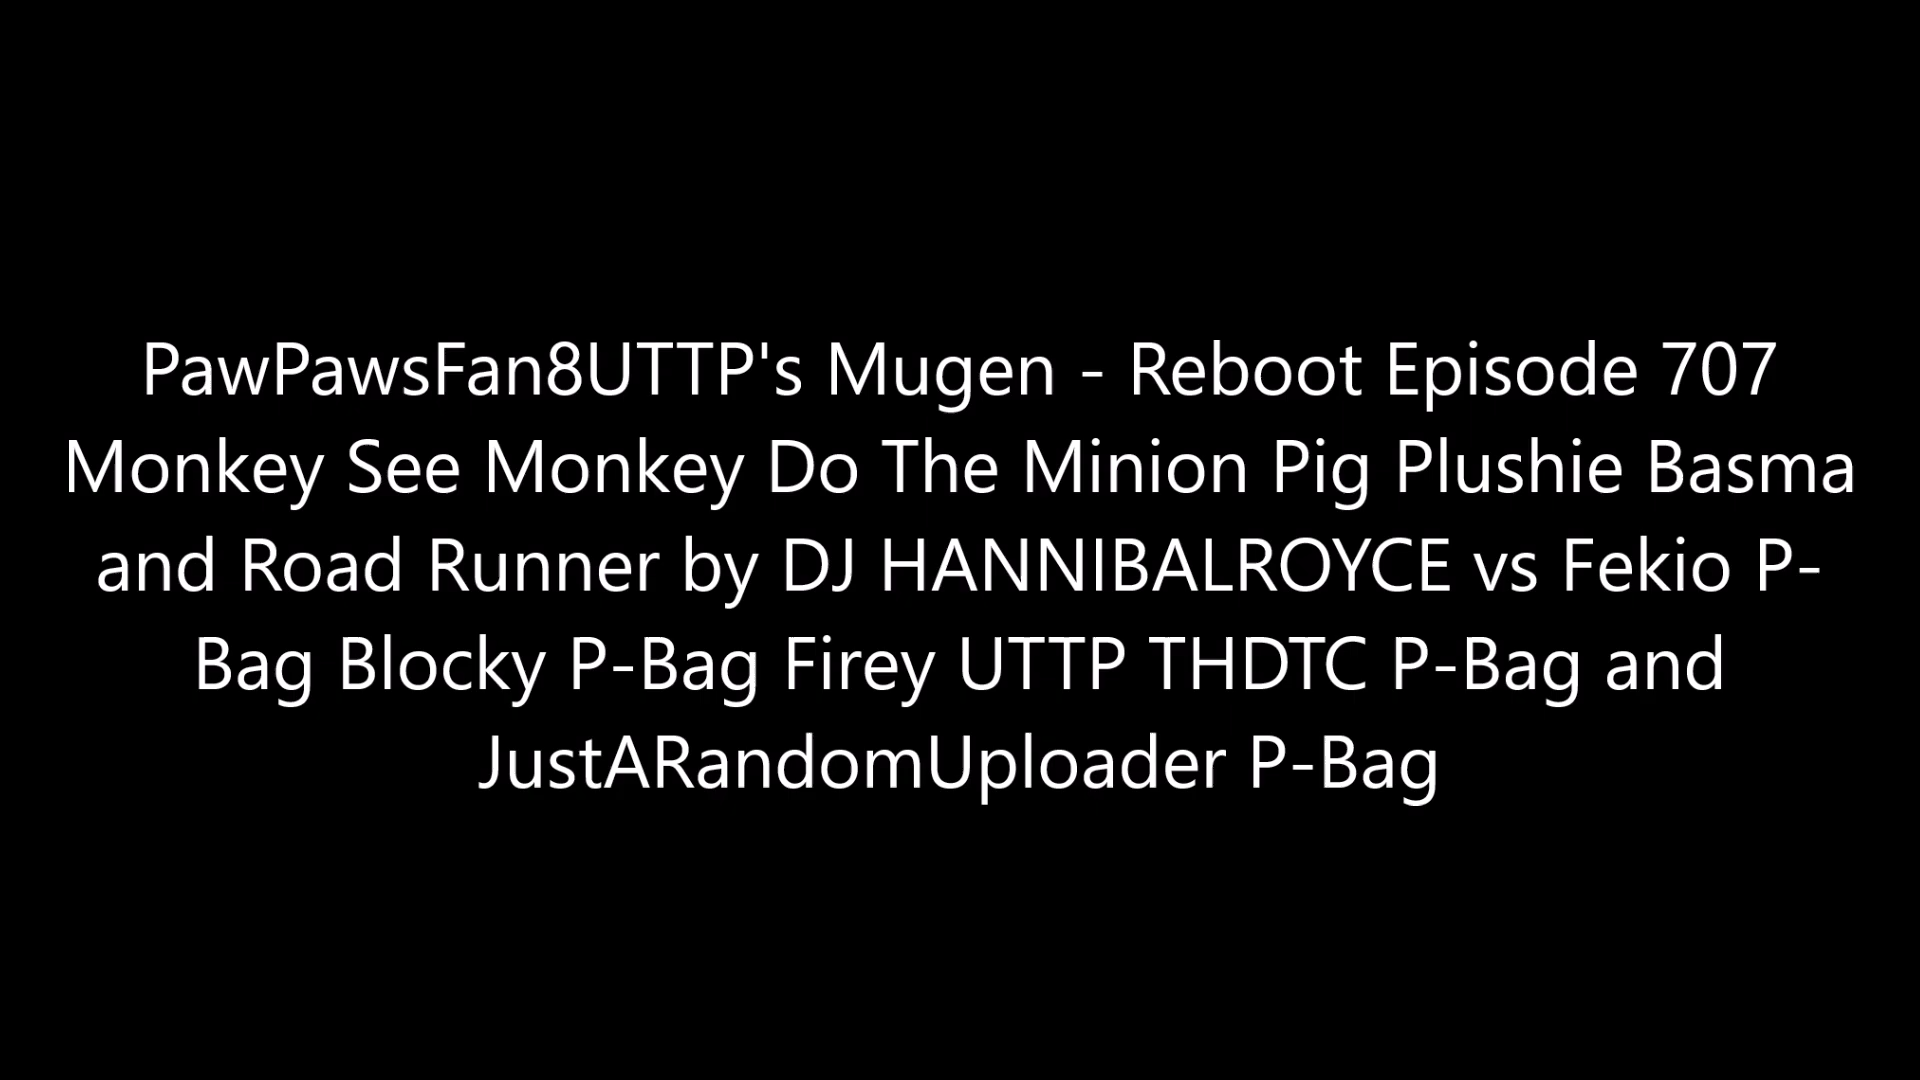 PawPawsFan8UTTP's Mugen - Reboot Episode 707
Monkey See Monkey Do The Minion Pig Plushie Basma
and Road Runner by DJ HANNIBALROYCE vs Fekio P-
Bag Blocky P-Bag Firey UTTP THDTC P-Bag and
JustARandomUploader P-Bag